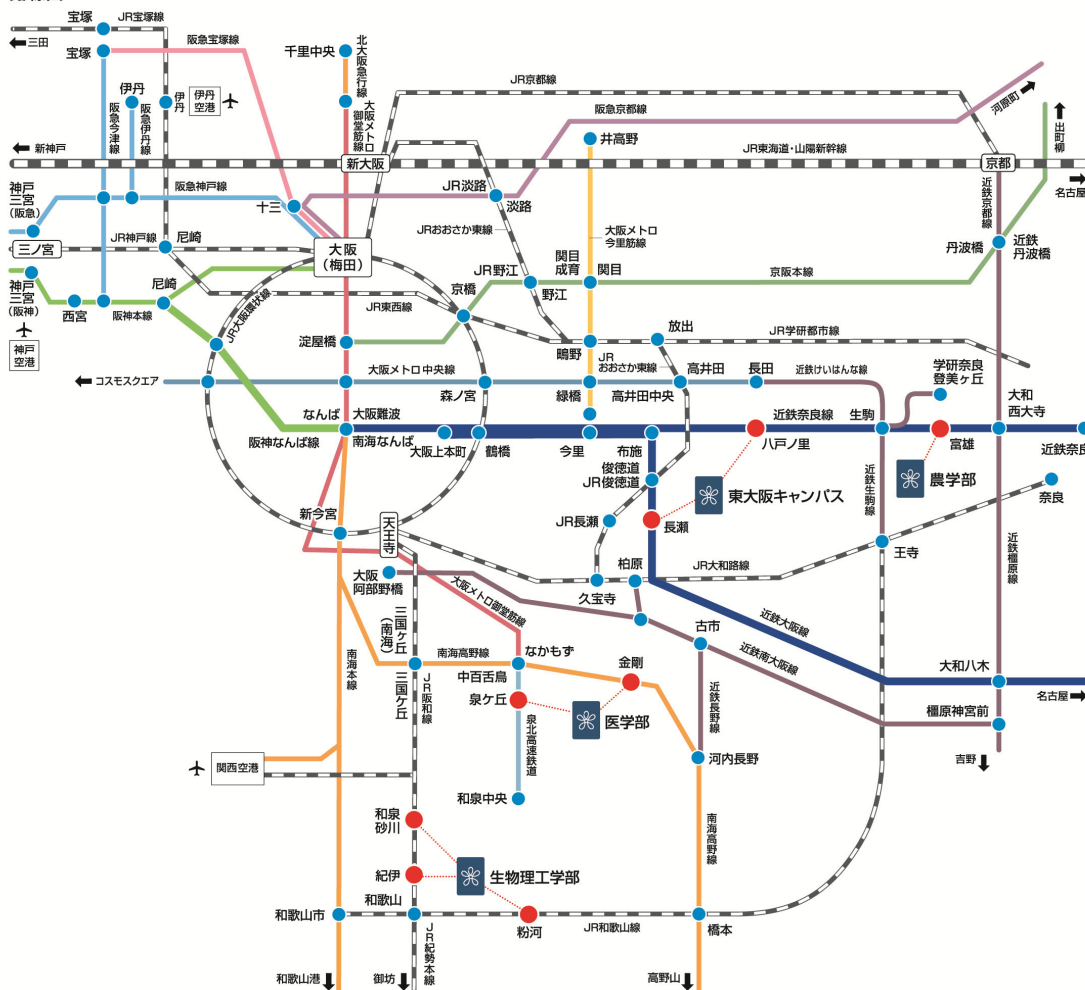 宝塚
JR宝塚線
三田
宝塚
阪急宝塚線
千里中央
北大阪急行線
大阪メトロ
御堂筋線
JR京都線
阪急京都線
河原町
出町柳
伊丹
伊丹
伊丹
空港
阪急今津線
阪急伊丹線
新神戸
新大阪
井高野
JR東海道・山陽新幹線
京都
名古屋
神戸
三宮
(阪急)
阪急神戸線
十三
JR淡路
淡路
近鉄京都線
三ノ宮
JR神戸線
尼崎
大阪
(梅田)
JRおおさか東線
大阪メトロ
今里筋線
丹波橋
近鉄
丹波橋
神戸
三宮
(阪神)
西宮
阪神本線
尼崎
JR大阪環状線
JR東西線
京橋
JR野江
野江
関目
成育
関目
京阪本線
神戸
空港
淀屋橋
鴫野
放出
JR学研都市線
JR
おおさか東線
コスモスクエア
大阪メトロ中央線
森ノ宮
緑橋
高井田
高井田中央
長田
近鉄けいはんな線
学研奈良
登美ヶ丘
大和
西大寺
なんば
大阪難波
南海なんば
阪神なんば線
大阪上本町
鶴橋
今里
布施
近鉄奈良線
八戸ノ里
生駒
富雄
近鉄奈良
俊徳道
JR俊徳道
東大阪キャンパス
農学部
近鉄生駒線
奈良
新今宮
天王寺
JR長瀬
長瀬
王寺
近鉄橿原線
大阪
阿部野橋
大阪メトロ御堂筋線
久宝寺
柏原
JR大和路線
三国ヶ丘
(南海)
古市
近鉄大阪線
近鉄南大阪線
南海本線
南海高野線
なかもず
中百舌鳥
金剛
大和八木
名古屋
三国ヶ丘
JR阪和線
泉ケ丘
医学部
近鉄長野線
橿原神宮前
泉北高速鉄道
河内長野
吉野
関西空港
和泉中央
和泉
砂川
紀伊
生物理工学部
南海高野線
和歌山市
和歌山
粉河
JR和歌山線
橋本
和歌山港
御坊
JR紀勢本線
高野山